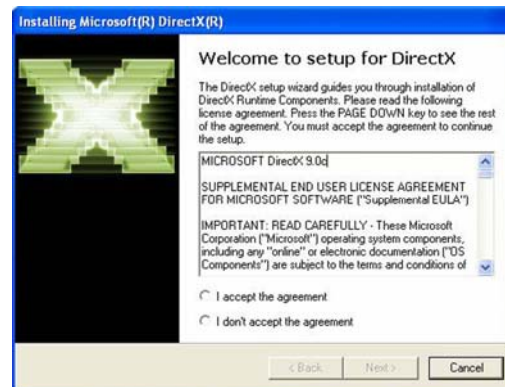 Installing Microsoft(R) DirectX(R)
Welcome to setup for DirectX
The DirectX setup wizard guides you through installation of
DirectX Runtime Components. Please read the following
license agreement. Press the PAGE DOWN key to see the rest
of the agreement. You must accept the agreement to continue
the setup.
MICROSOFT DirectX 9.0c
SUPPLEMENTAL END USER LICENSE AGREEMENT
FOR MICROSOFT SOFTWARE ("Supplemental EULA")
IMPORTANT: READ CAREFULLY - These Microsoft
Corporation ("Microsoft") operating system components,
including any "online" or electronic documentation ("OS
Components") are subject to the terms and conditions of
I accept the agreement
I don't accept the agreement
< Back
Next >
Cancel